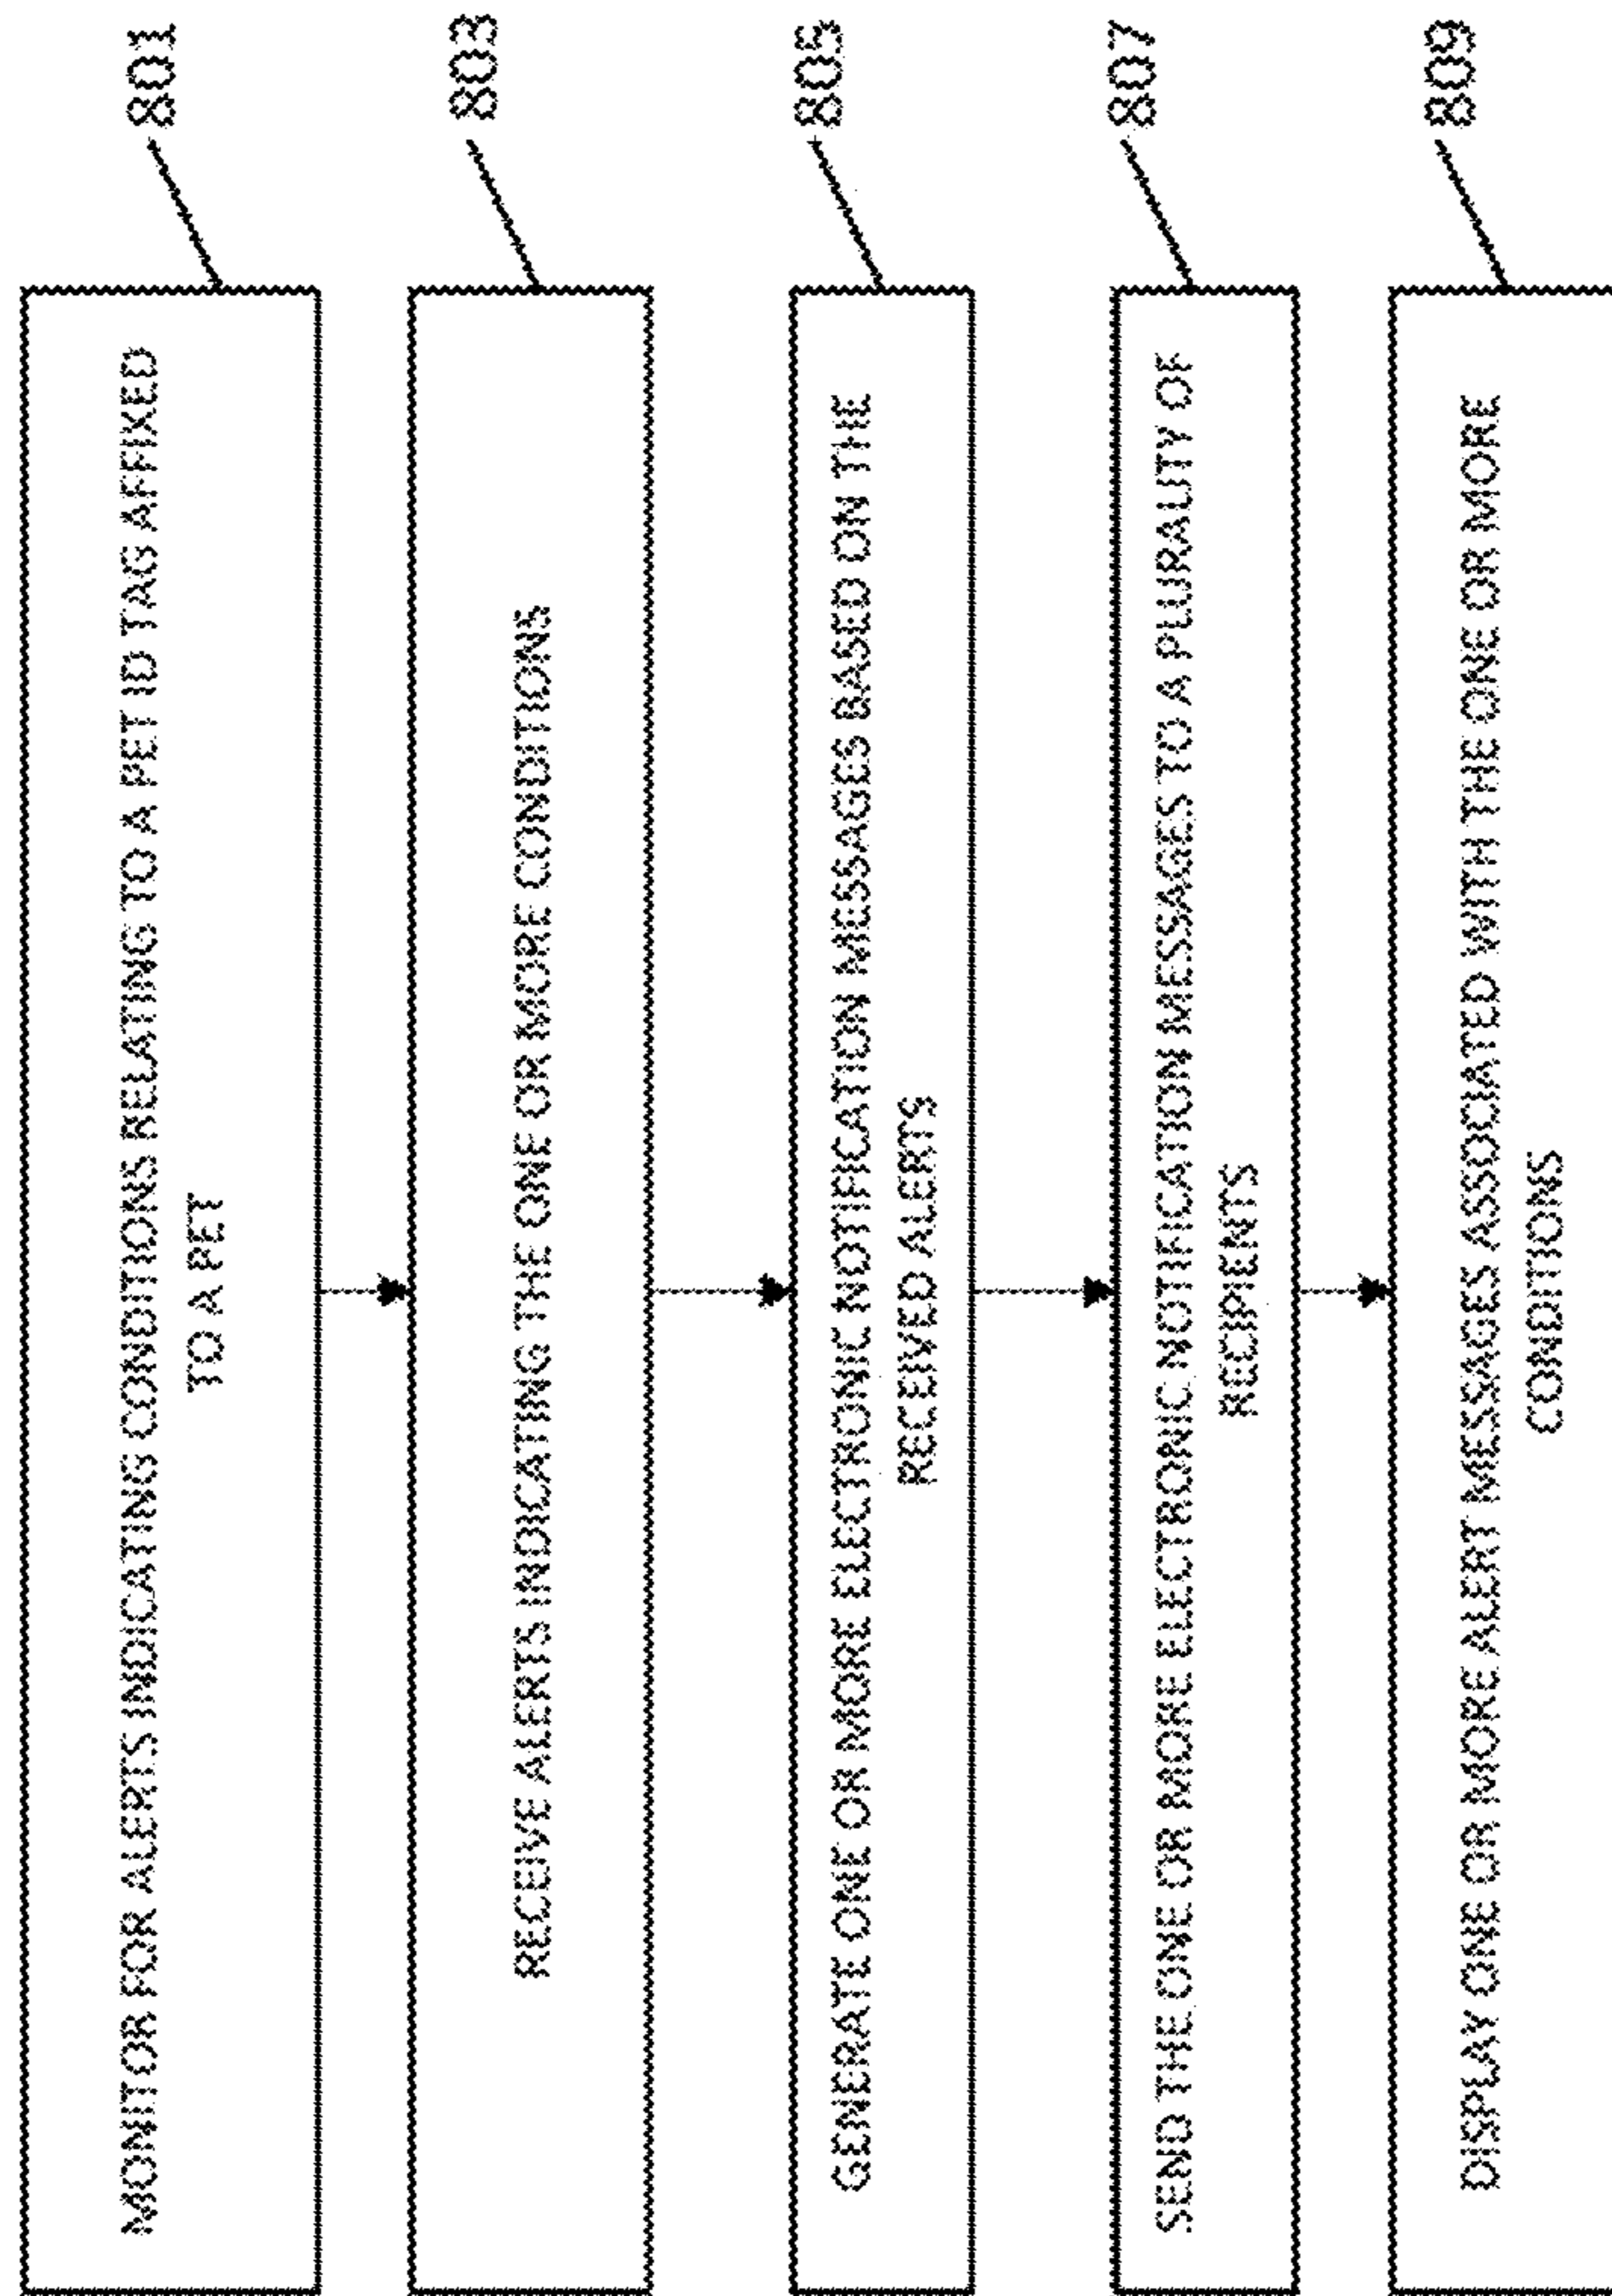 MONITOR FOR ALERTS INDICATING CONDITIONS RELATING TO A PET ID TAG AFFIXED
TO A PET
801
RECEIVE ALERTS INDICATING THE ONE OR MORE CONDITIONS
803
GENERATE ONE OR MORE ELECTRONIC NOTIFICATION MESSAGES BASED ON THE
RECEIVED ALERTS
805
SEND THE ONE OR MORE ELECTRONIC NOTIFICATION MESSAGES TO A PLURALITY OF
RECIPIENTS
807
DISPLAY ONE OR MORE ALERT MESSAGES ASSOCIATED WITH THE ONE OR MORE
CONDITIONS
809